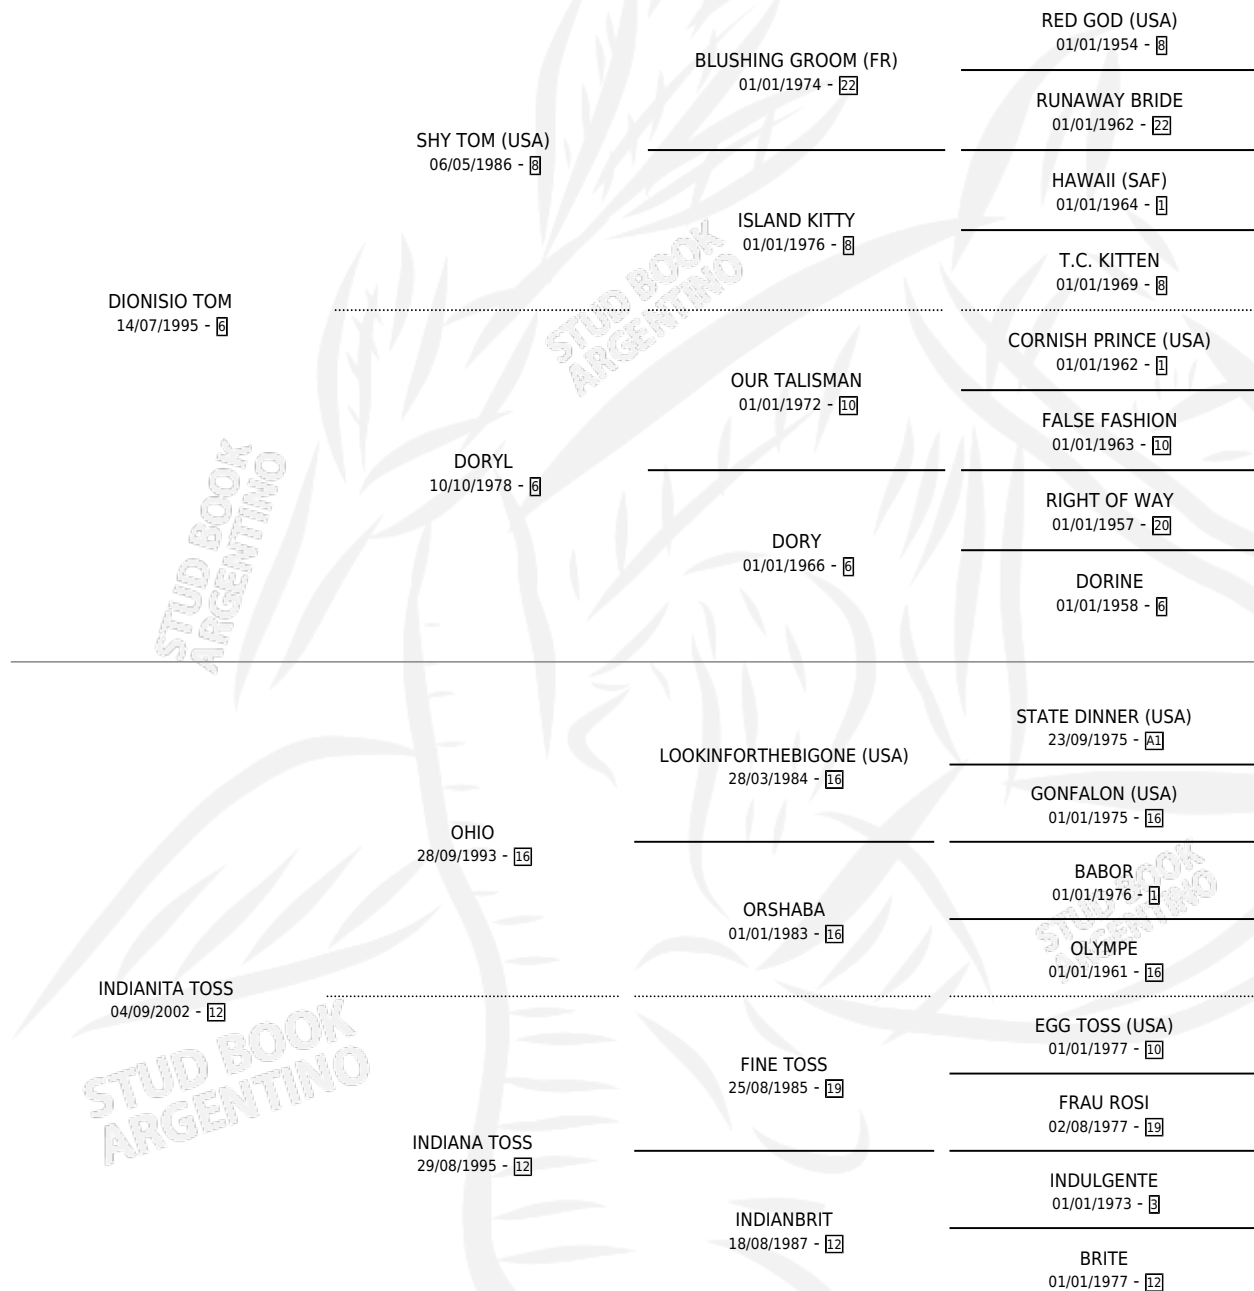 RED GOD (USA)
01/01/1954 - 8
BLUSHING GROOM (FR)
01/01/1974 - 22
RUNAWAY BRIDE
01/01/1962 - 22
SHY TOM (USA)
06/05/1986 - 8
HAWAII (SAF)
01/01/1964 - 1
ISLAND KITTY
01/01/1976 - 8
T.C. KITTEN
01/01/1969 - 8
DIONISIO TOM
14/07/1995 - 6
CORNISH PRINCE (USA)
01/01/1962 - 1
OUR TALISMAN
01/01/1972 - 10
FALSE FASHION
01/01/1963 - 10
DORYL
10/10/1978 - 6
RIGHT OF WAY
01/01/1957 - 20
DORY
01/01/1966 - 6
DORINE
01/01/1958 - 6
STATE DINNER (USA)
23/09/1975 - A1
LOOKINFORTHEBIGONE (USA)
28/03/1984 - 16
GONFALON (USA)
01/01/1975 - 16
OHIO
28/09/1993 - 16
BABOR
01/01/1976 - 1
ORSHABA
01/01/1983 - 16
OLYMPE
01/01/1961 - 16
INDIANITA TOSS
04/09/2002 - 12
EGG TOSS (USA)
01/01/1977 - 10
FINE TOSS
25/08/1985 - 19
FRAU ROSI
02/08/1977 - 19
INDIANA TOSS
29/08/1995 - 12
INDULGENTE
01/01/1973 - 3
INDIANBRIT
18/08/1987 - 12
BRITE
01/01/1977 - 12
STUD BOOK
ARGENTINO
STUD BOOK
ARGENTINO
STUD BOOK
ARGENTINO
STUD BOOK
ARGENTINO